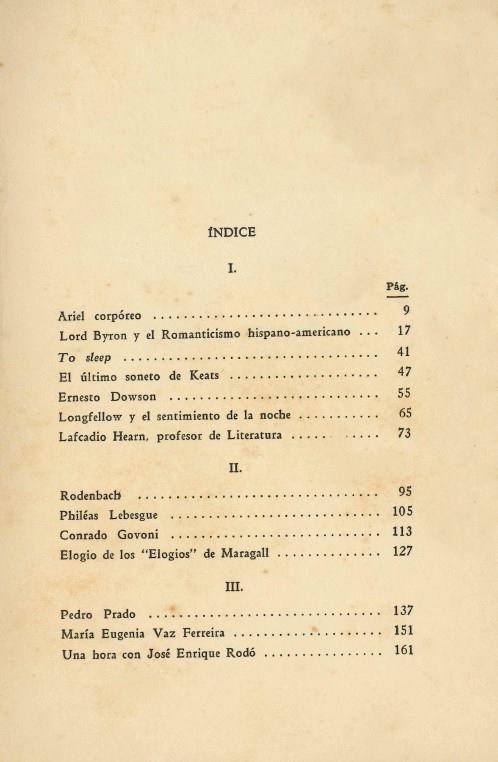 ÍNDICE
I.
Pág.
Ariel corpóreo .............................. 9
Lord Byron y el Romanticismo hispano-americano ... 17
To sleep .................................. 41
El último soneto de Keats .................... 47
Ernesto Dowson ............................ 55
Longfellow y el sentimiento de la noche ........... 65
Lafcadio Hearn, profesor de Literatura ............ 73
II.
Rodenbach ................................ 95
Philéas Lebesgue ............................ 105
Conrado Govoni ............................ 113
Elogio de los "Elogios" de Maragall .............. 127
III.
Pedro Prado ............................... 137
María Eugenia Vaz Ferreira .................... 151
Una hora con José Enrique Rodó ................ 161